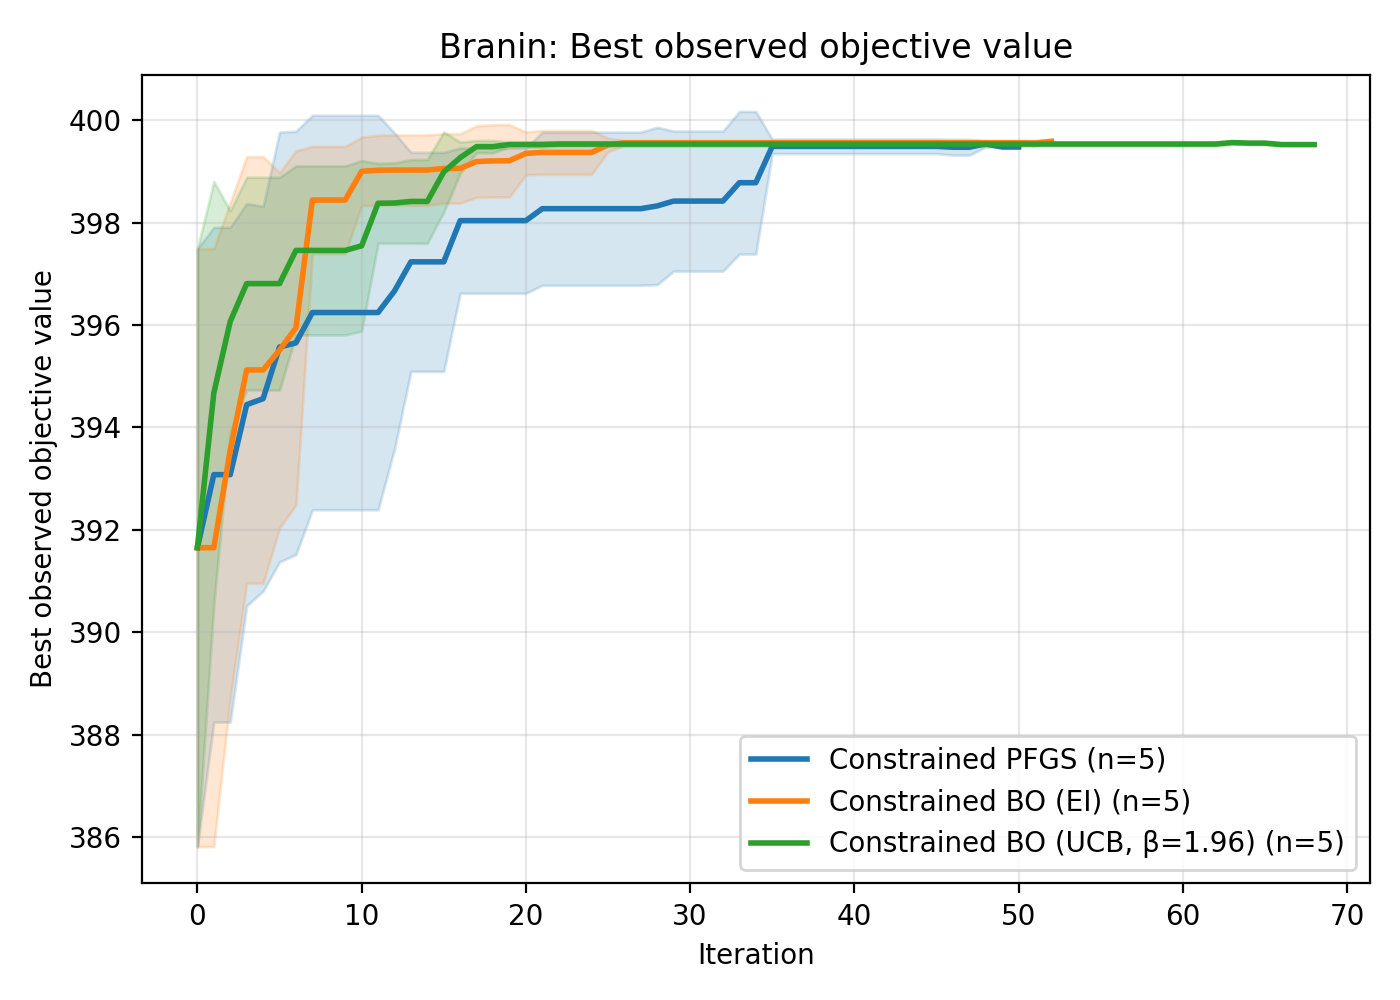 Branin: Best observed objective value
Best observed objective value
400
398
396
394
392
390
388
386
Constrained PFGS (n=5)
Constrained BO (EI) (n=5)
Constrained BO (UCB, β=1.96) (n=5)
0 10 20 30 40 50 60 70
Iteration